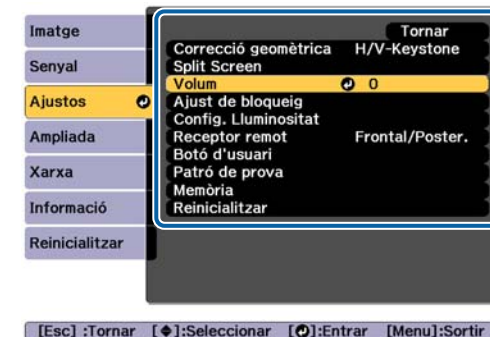 Imatge
Senyal
Ajustos
Ampliada
Xarxa
Informació
Reinicialitzar
Tornar
Correcció geomètrica H/V-Keystone
Split Screen
Volum 0
Ajust de bloqueig
Config. Lluminositat
Receptor remot Frontal/Poster.
Botó d'usuari
Patró de prova
Memòria
Reinicialitzar
[Esc] :Tornar [◆]:Seleccionar [↵]:Entrar [Menu]:Sortir